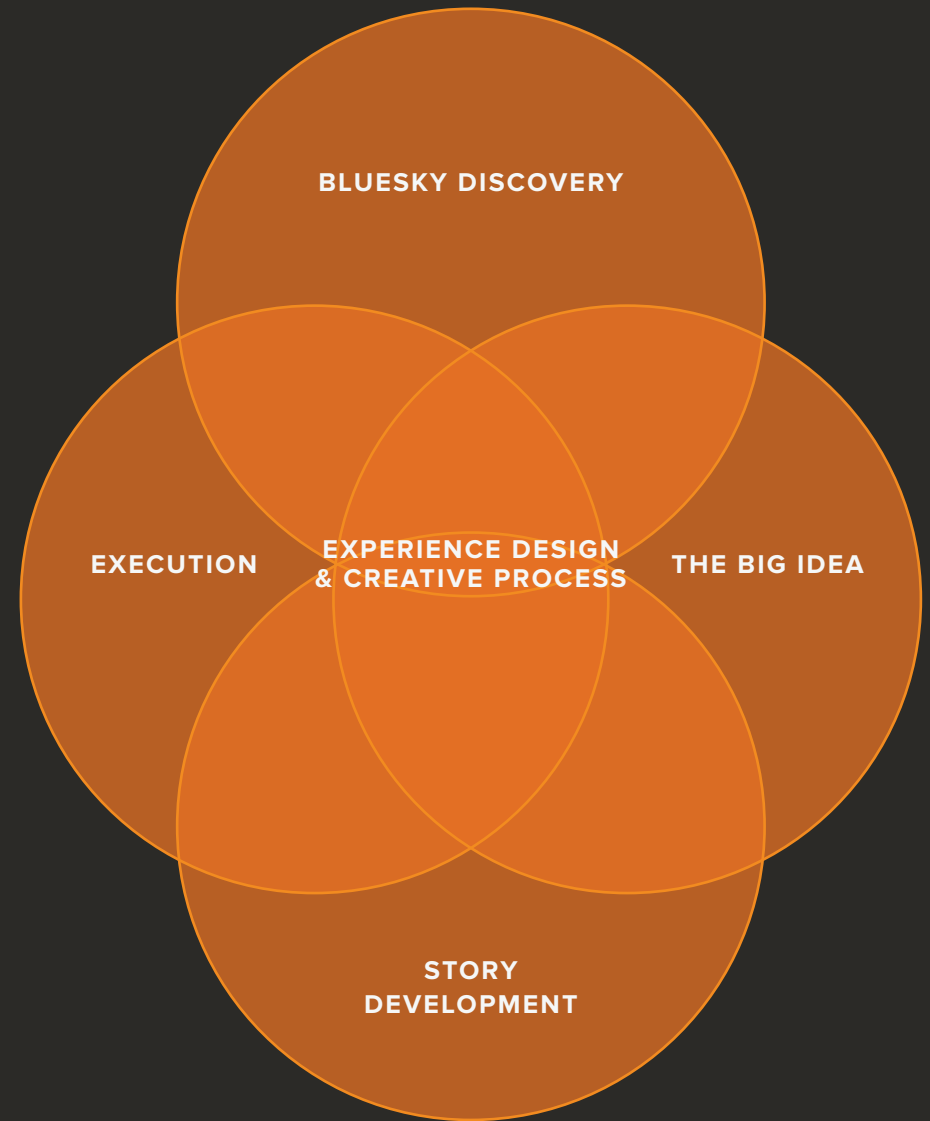 BLUESKY DISCOVERY
EXECUTION
EXPERIENCE DESIGN
& CREATIVE PROCESS
THE BIG IDEA
STORY
DEVELOPMENT